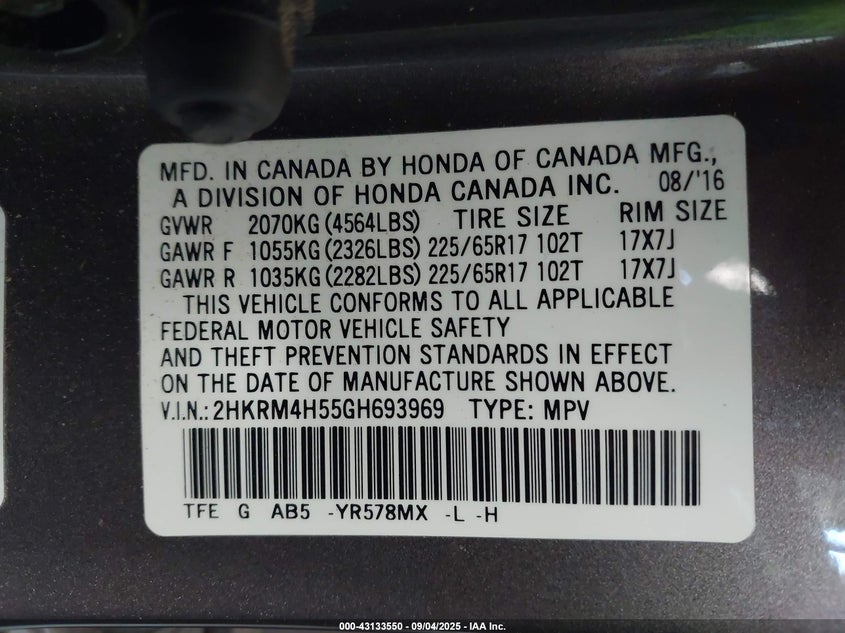 MFD. IN CANADA BY HONDA OF CANADA MFG.,
A DIVISION OF HONDA CANADA INC. 08/'16
GVWR 2070KG(4564LBS) TIRE SIZE RIM SIZE
GAWR F 1055KG(2326LBS) 225/65R17 102T 17X7J
GAWR R 1035KG(2282LBS) 225/65R17 102T 17X7J
THIS VEHICLE CONFORMS TO ALL APPLICABLE
FEDERAL MOTOR VEHICLE SAFETY
AND THEFT PREVENTION STANDARDS IN EFFECT
ON THE DATE OF MANUFACTURE SHOWN ABOVE.
V.I.N.:2HKRM4H55GH693969 TYPE: MPV
TFE G AB5 -YR578MX -L -H
000-43133550 - 09/04/2025 - IAA Inc.